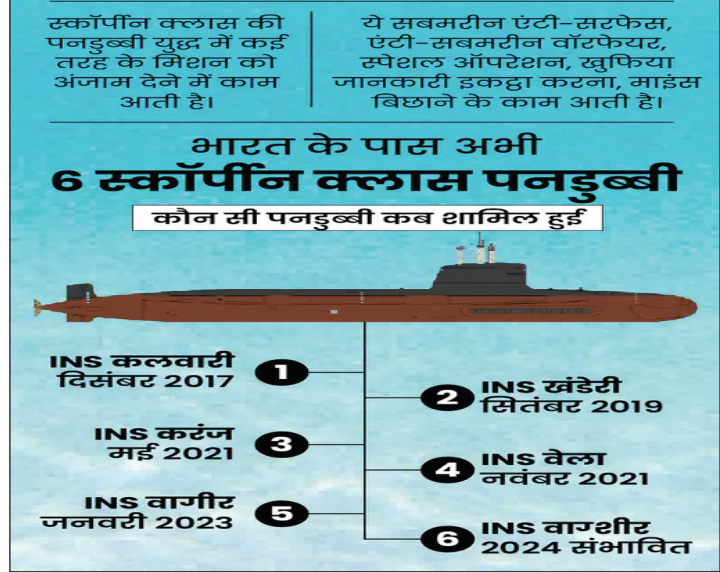 स्कॉर्पीन क्लास की
पनडुब्बी युद्ध में कई
तरह के मिशन को
अंजाम देने में काम
आती है।
ये सबमरीन एंटी-सरफेस,
एंटी-सबमरीन वॉरफेयर,
स्पेशल ऑपरेशन, खुफिया
जानकारी इकट्ठा करना, माइंस
बिछाने के काम आती है।
भारत के पास अभी
6 स्कॉर्पीन क्लास पनडुब्बी
कौन सी पनडुब्बी कब शामिल हुई
INS कलवारी
दिसंबर 2017
1
2
INS खंडेरी
सितंबर 2019
INS करंज
मई 2021
3
4
INS वेला
नवंबर 2021
INS वागीर
जनवरी 2023
5
6
INS वाग्शीर
2024 संभावित